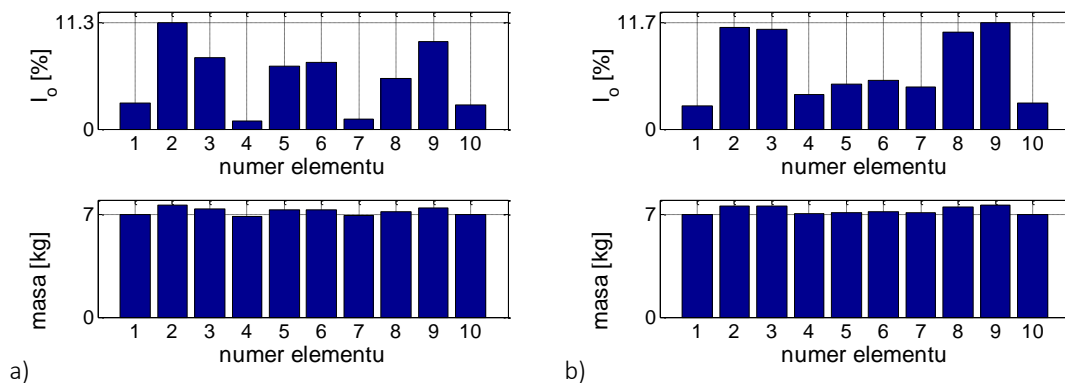 11.3
I_o [%]
0
1 2 3 4 5 6 7 8 9 10
numer elementu
7
masa [kg]
0
1 2 3 4 5 6 7 8 9 10
numer elementu
a)
11.7
I_o [%]
0
1 2 3 4 5 6 7 8 9 10
numer elementu
7
masa [kg]
0
1 2 3 4 5 6 7 8 9 10
numer elementu
b)